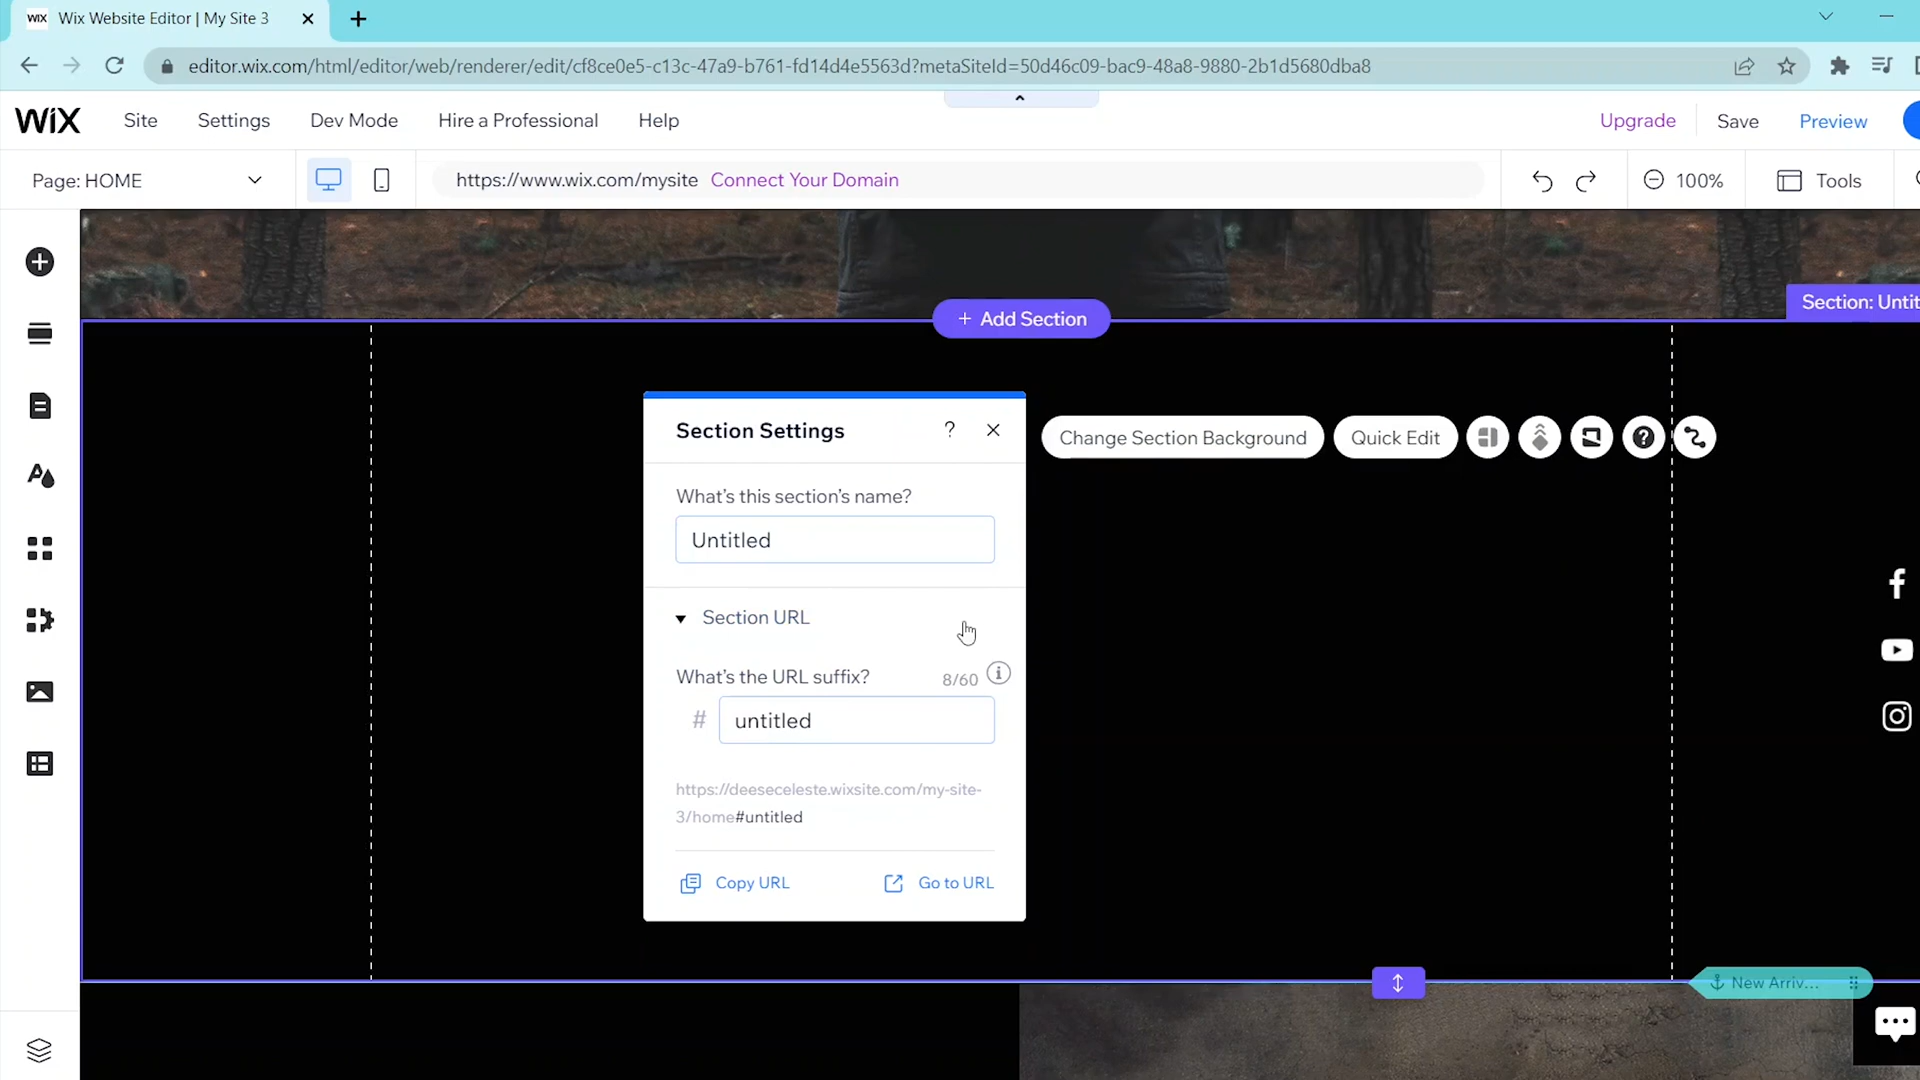 WiX Wix Website Editor | My Site 3
editor.wix.com/html/editor/web/renderer/edit/cf8ce0e5-c13c-47a9-b761-fd14d4e5563d?metaSiteId=50d46c09-bac9-48a8-9880-2b1d5680dba8
WiX Site Settings Dev Mode Hire a Professional Help Upgrade Save Preview
Page: HOME https://www.wix.com/mysite Connect Your Domain 100% Tools
+ Add Section
Section: Untit
Section Settings ?
Change Section Background Quick Edit ?
What's this section's name?
Untitled
Section URL
What's the URL suffix? 8/60 i
# untitled
https://deeseceleste.wixsite.com/my-site-
3/home#untitled
Copy URL Go to URL
New Arriv...